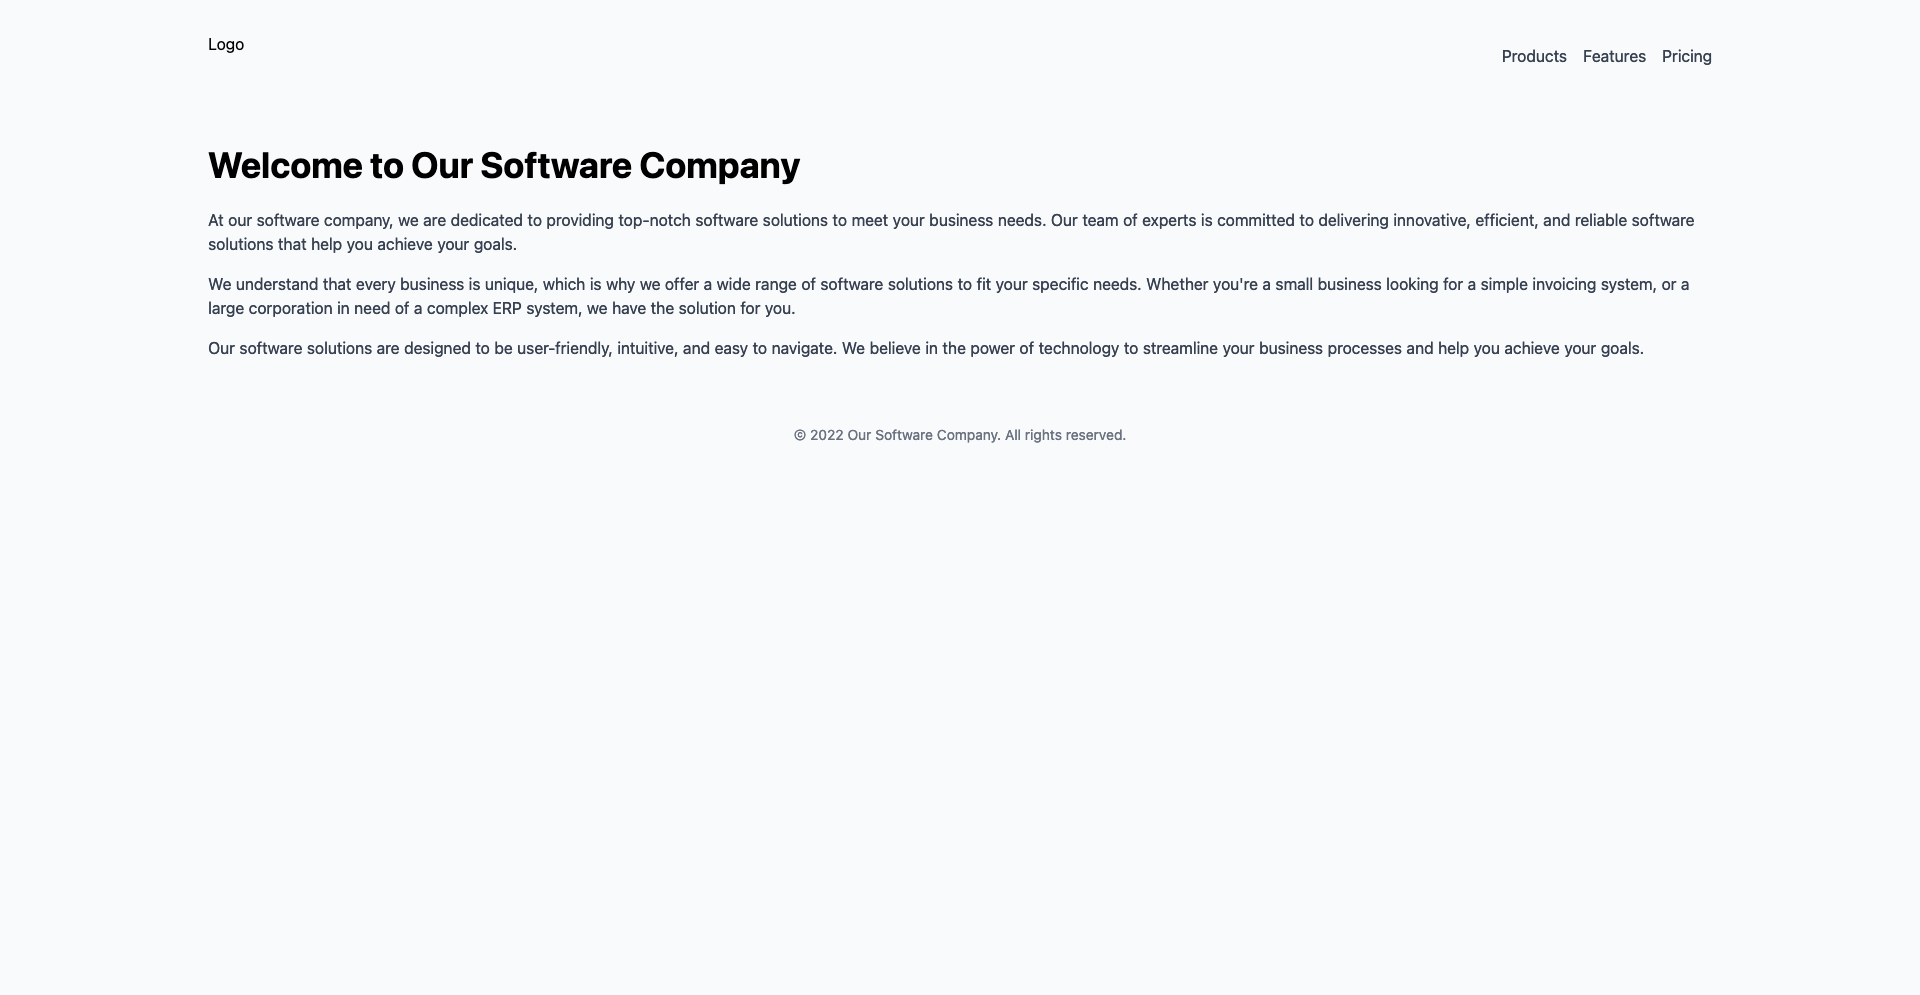 Logo
Products Features Pricing
Welcome to Our Software Company
At our software company, we are dedicated to providing top-notch software solutions to meet your business needs. Our team of experts is committed to delivering innovative, efficient, and reliable software
solutions that help you achieve your goals.
We understand that every business is unique, which is why we offer a wide range of software solutions to fit your specific needs. Whether you're a small business looking for a simple invoicing system, or a
large corporation in need of a complex ERP system, we have the solution for you.
Our software solutions are designed to be user-friendly, intuitive, and easy to navigate. We believe in the power of technology to streamline your business processes and help you achieve your goals.
© 2022 Our Software Company. All rights reserved.